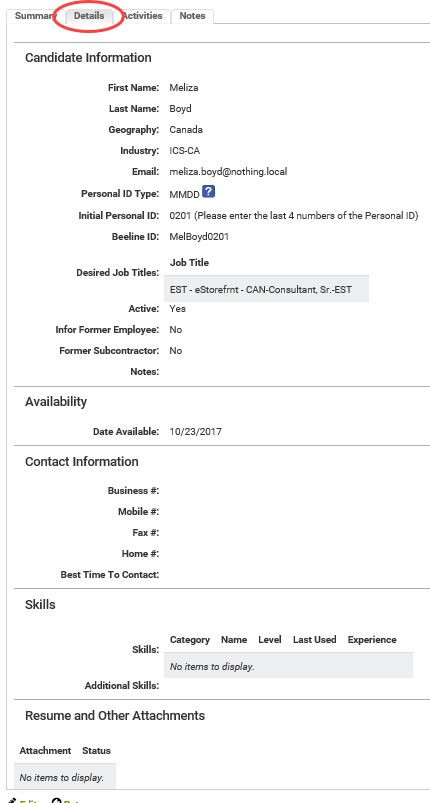 Summary Details Activities Notes
Candidate Information
First Name: Meliza
Last Name: Boyd
Geography: Canada
Industry: ICS-CA
Email: meliza.boyd@nothing.local
Personal ID Type: MMDD ?
Initial Personal ID: 0201 (Please enter the last 4 numbers of the Personal ID)
Beeline ID: MelBoyd0201
Job Title
Desired Job Titles:
EST - eStorefrnt - CAN-Consultant, Sr.-EST
Active: Yes
Infor Former Employee: No
Former Subcontractor: No
Notes:
Availability
Date Available: 10/23/2017
Contact Information
Business #:
Mobile #:
Fax #:
Home #:
Best Time To Contact:
Skills
Category Name Level Last Used Experience
Skills:
No items to display.
Additional Skills:
Resume and Other Attachments
Attachment Status
No items to display.